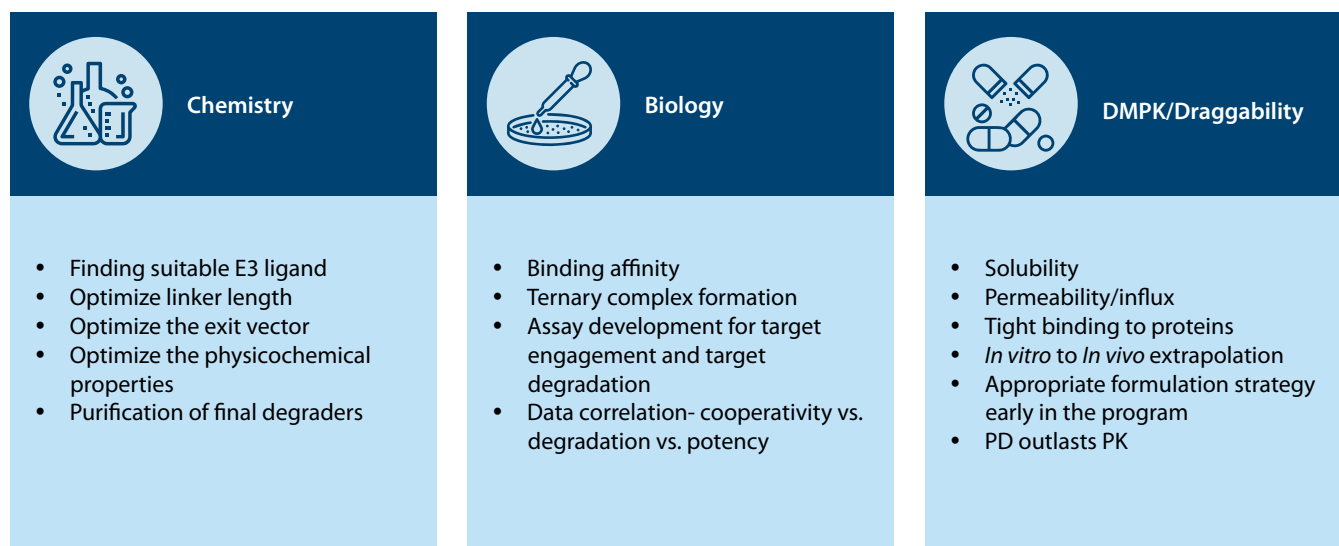 Chemistry
• Finding suitable E3 ligand
• Optimize linker length
• Optimize the exit vector
• Optimize the physicochemical
properties
• Purification of final degraders
Biology
• Binding affinity
• Ternary complex formation
• Assay development for target
engagement and target
degradation
• Data correlation- cooperativity vs.
degradation vs. potency
DMPK/Draggability
• Solubility
• Permeability/influx
• Tight binding to proteins
• In vitro to In vivo extrapolation
• Appropriate formulation strategy
early in the program
• PD outlasts PK